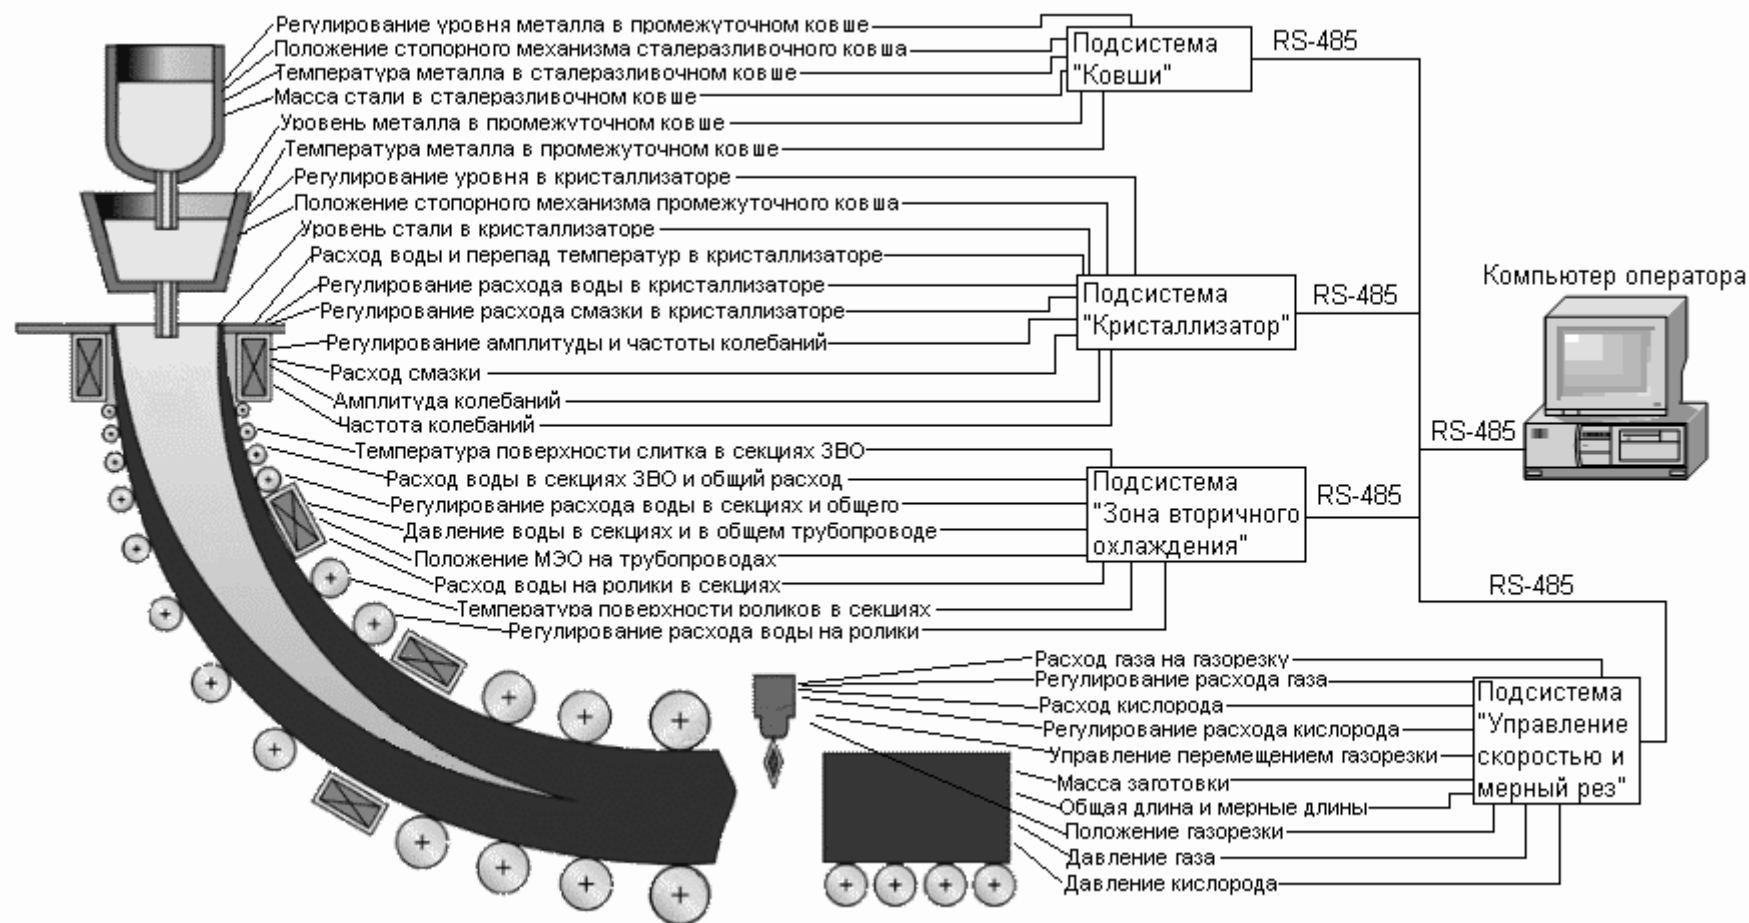 Регулирование уровня металла в промежуточном ковше
Положение стопорного механизма сталеразливочного ковша
Температура металла в сталеразливочном ковше
Масса стали в сталеразливочном ковше
Уровень металла в промежуточном ковше
Температура металла в промежуточном ковше
Подсистема
"Ковши"
RS-485
Регулирование уровня в кристаллизаторе
Положение стопорного механизма промежуточного ковша
Уровень стали в кристаллизаторе
Расход воды и перепад температур в кристаллизаторе
Регулирование расхода воды в кристаллизаторе
Регулирование расхода смазки в кристаллизаторе
Регулирование амплитуды и частоты колебаний
Расход смазки
Амплитуда колебаний
Частота колебаний
Подсистема
"Кристаллизатор"
RS-485
Компьютер оператора
RS-485
Температура поверхности слитка в секциях ЗВО
Расход воды в секциях ЗВО и общий расход
Регулирование расхода воды в секциях и общего
Давление воды в секциях и в общем трубопроводе
Положение МЭО на трубопроводах
Расход воды на ролики в секциях
Температура поверхности роликов в секциях
Регулирование расхода воды на ролики
Подсистема
"Зона вторичного
охлаждения"
RS-485
RS-485
Расход газа на газорезку
Регулирование расхода газа
Расход кислорода
Регулирование расхода кислорода
Управление перемещением газорезки
Масса заготовки
Общая длина и мерные длины
Положение газорезки
Давление газа
Давление кислорода
Подсистема
"Управление
скоростью и
мерный рез"